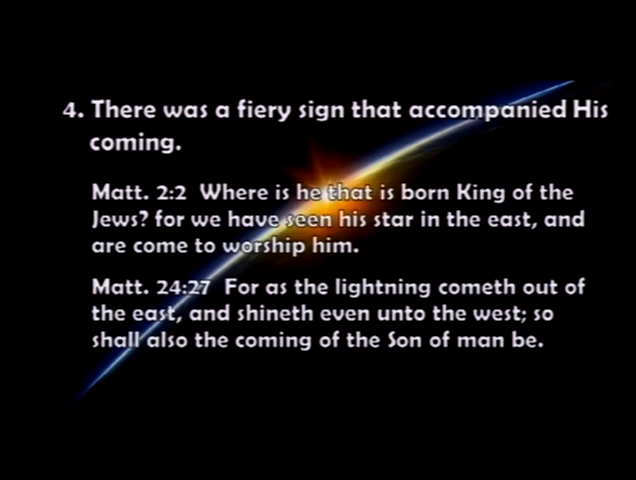 4. There was a fiery sign that accompanied His
coming.
Matt. 2:2 Where is he that is born King of the
Jews? for we have seen his star in the east, and
are come to worship him.
Matt. 24:27 For as the lightning cometh out of
the east, and shineth even unto the west; so
shall also the coming of the Son of man be.